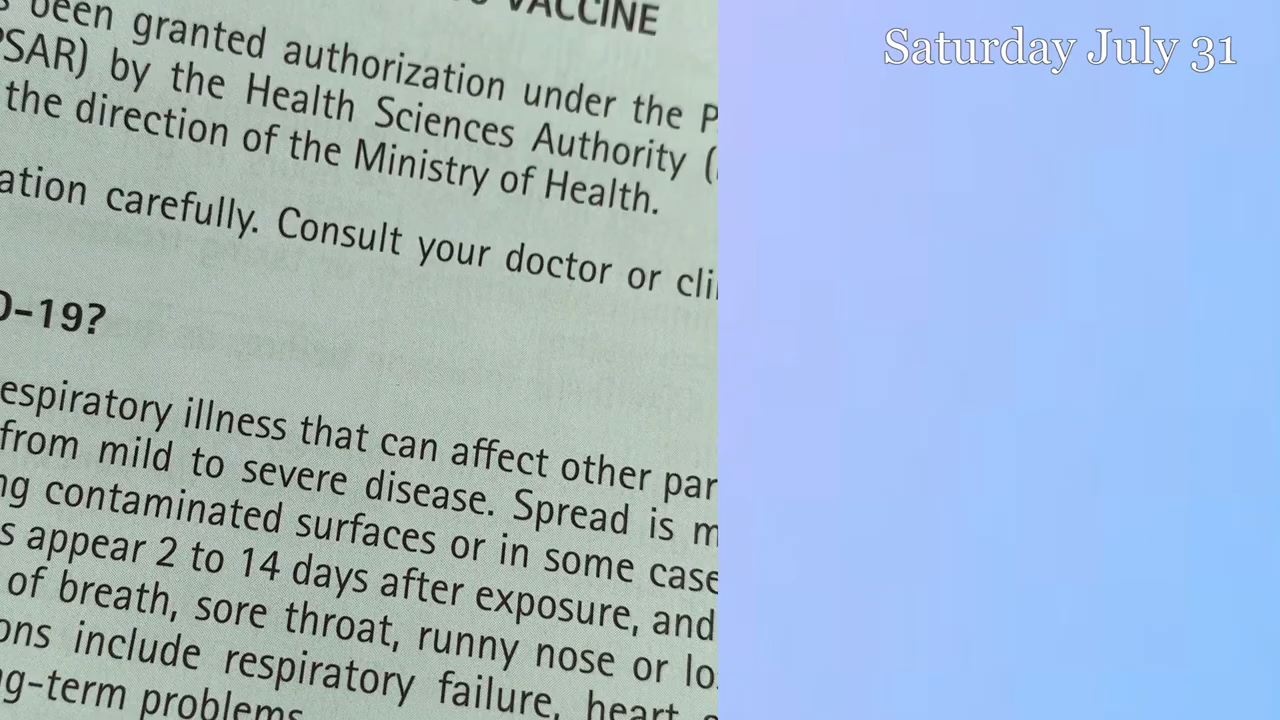 VACCINE
been granted authorization under the P
PSAR) by the Health Sciences Authority (
the direction of the Ministry of Health.
ation carefully. Consult your doctor or cli
D-19?
espiratory illness that can affect other par
from mild to severe disease. Spread is m
ng contaminated surfaces or in some case
s appear 2 to 14 days after exposure, and
of breath, sore throat, runny nose or lo
ons include respiratory failure, heart
ng-term problems
Saturday July 31